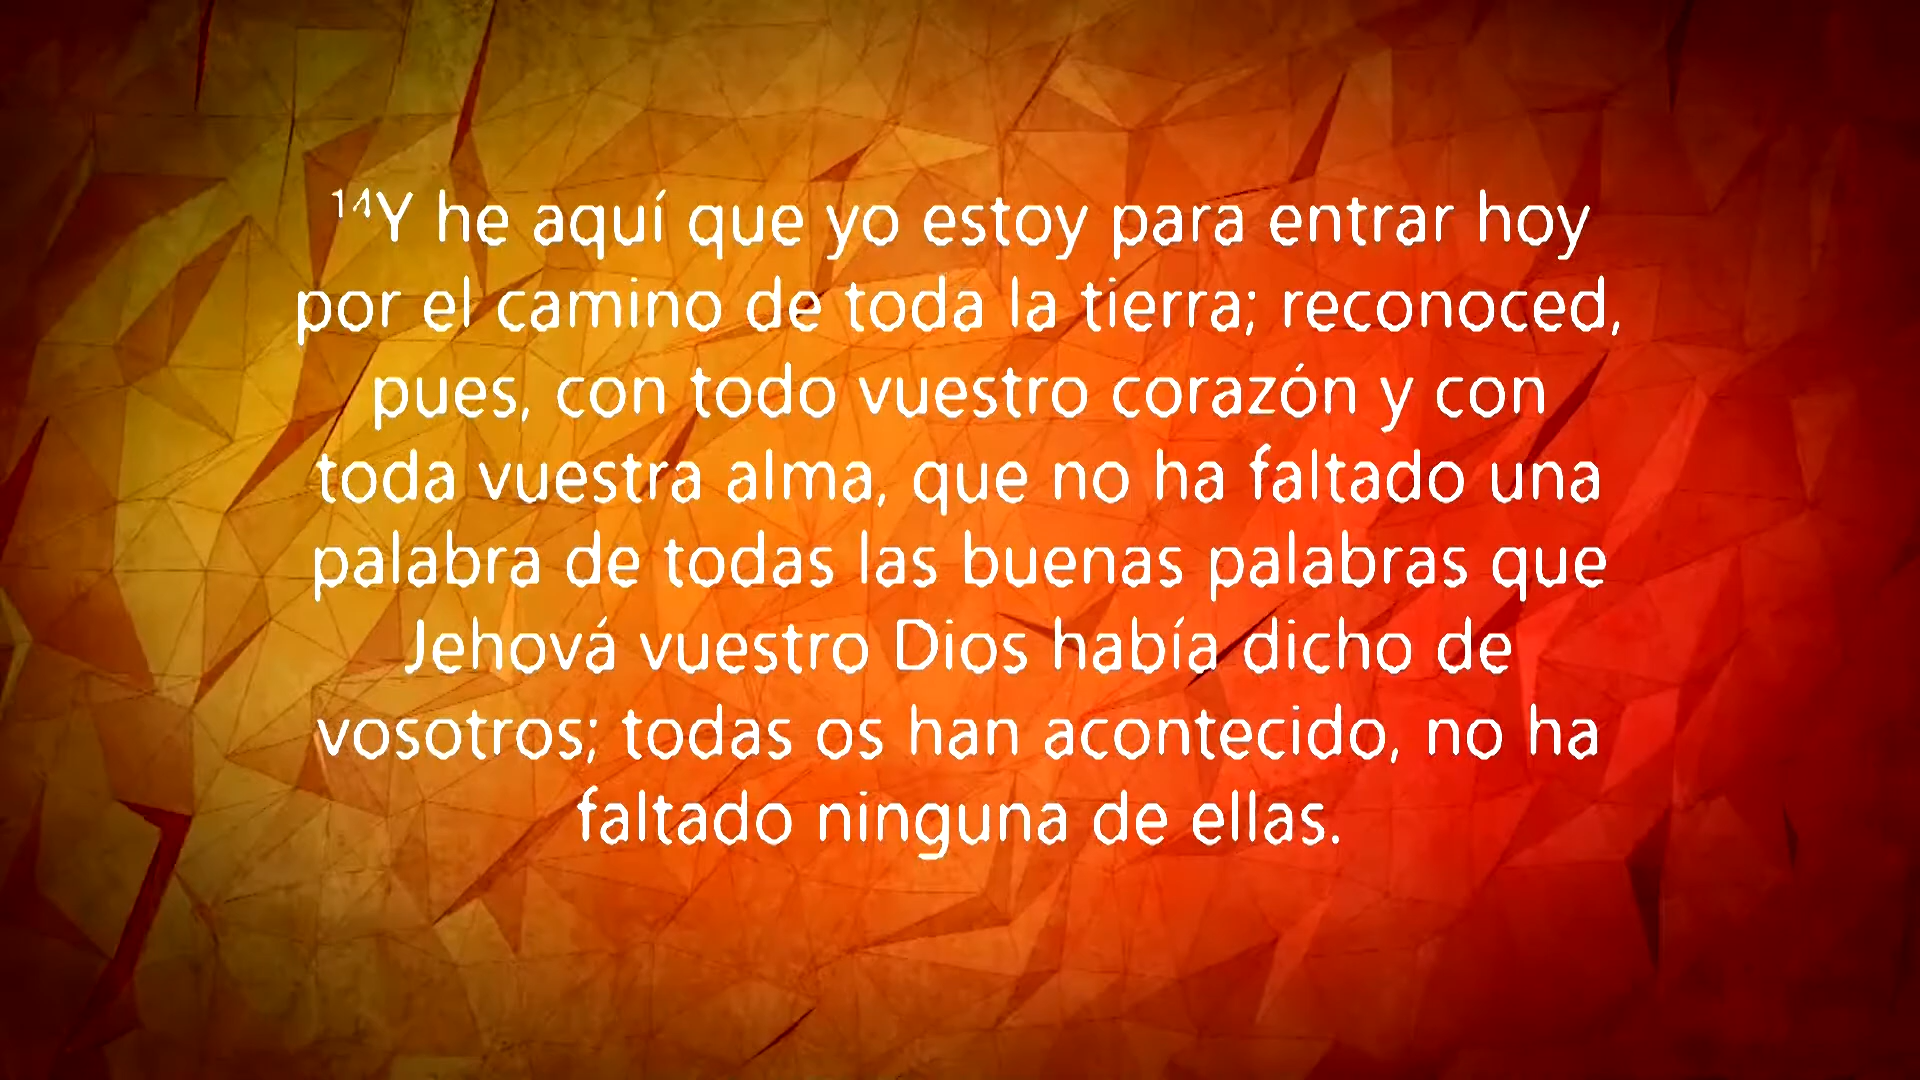 ¹⁴Y he aquí que yo estoy para entrar hoy
por el camino de toda la tierra; reconoced,
pues, con todo vuestro corazón y con
toda vuestra alma, que no ha faltado una
palabra de todas las buenas palabras que
Jehová vuestro Dios había dicho de
vosotros; todas os han acontecido, no ha
faltado ninguna de ellas.